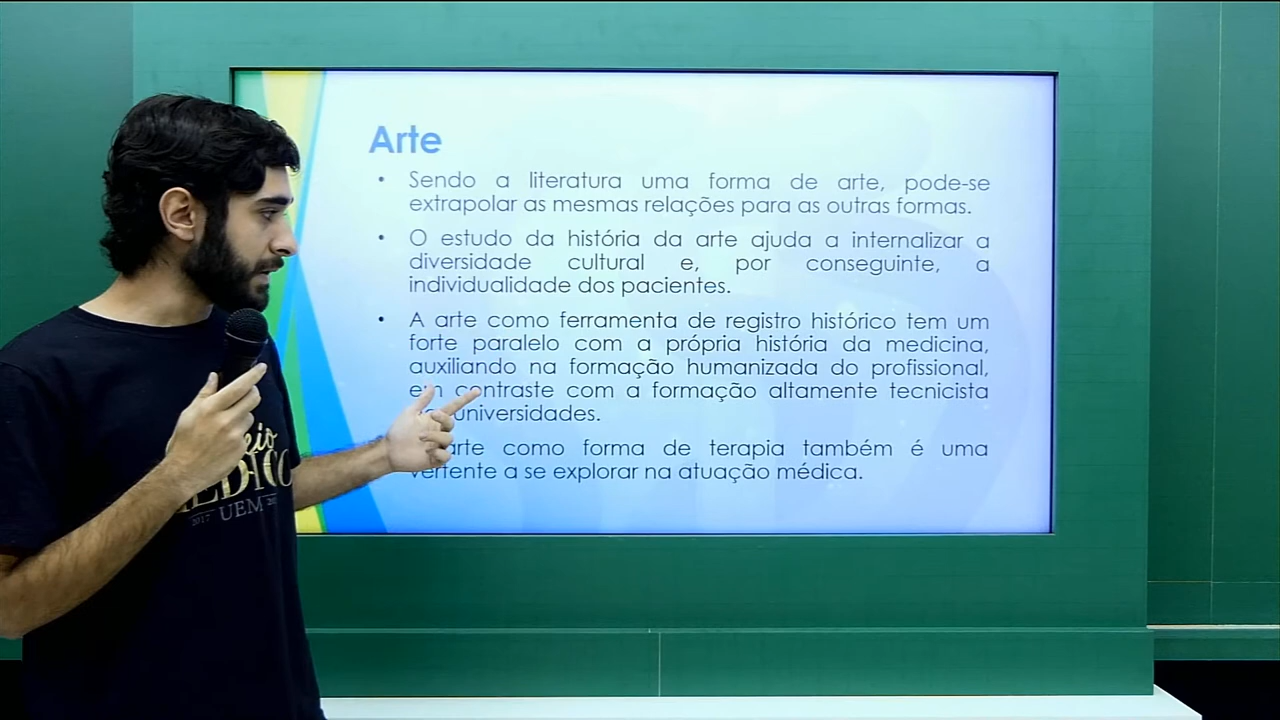 Arte
• Sendo a literatura uma forma de arte, pode-se
extrapolar as mesmas relações para as outras formas.
• O estudo da história da arte ajuda a internalizar a
diversidade cultural e, por conseguinte, a
individualidade dos pacientes.
• A arte como ferramenta de registro histórico tem um
forte paralelo com a própria história da medicina,
auxiliando na formação humanizada do profissional,
em contraste com a formação altamente tecnicista
universidades.
arte como forma de terapia também é uma
vertente a se explorar na atuação médica.
2017 UEM